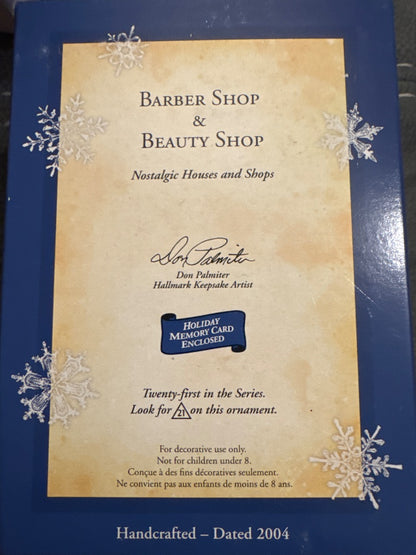 BARBER SHOP
&
BEAUTY SHOP
Nostalgic Houses and Shops
Don Palmiter
Don Palmiter
Hallmark Keepsake Artist
HOLIDAY
MEMORY CARD
ENCLOSED
Twenty-first in the Series.
Look for 21 on this ornament.
For decorative use only.
Not for children under 8.
Conçue à des fins décoratives seulement.
Ne convient pas aux enfants de moins de 8 ans.
Handcrafted – Dated 2004